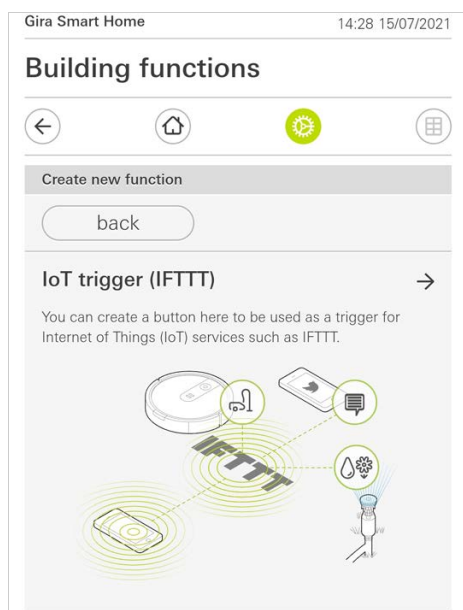 Gira Smart Home 14:28 15/07/2021
Building functions
Create new function
back
IoT trigger (IFTTT)
You can create a button here to be used as a trigger for
Internet of Things (IoT) services such as IFTTT.
IFTTT